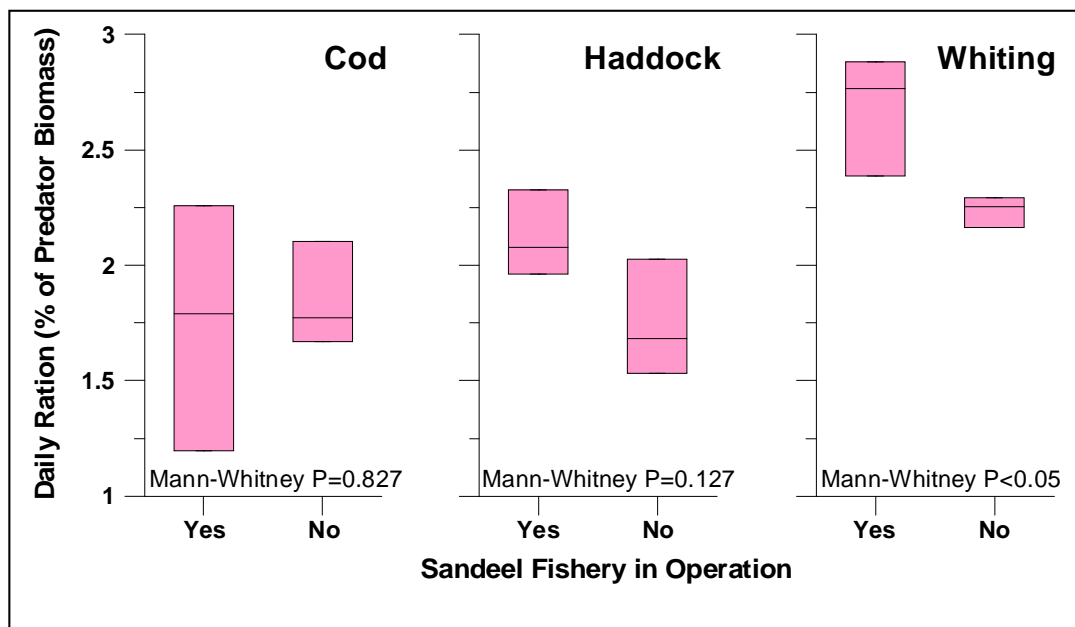 Daily Ration (% of Predator Biomass)
3
2.5
2
1.5
1
Cod
Haddock
Whiting
Mann-Whitney P=0.827
Mann-Whitney P=0.127
Mann-Whitney P<0.05
Yes
No
Yes
No
Yes
No
Sandeel Fishery in Operation